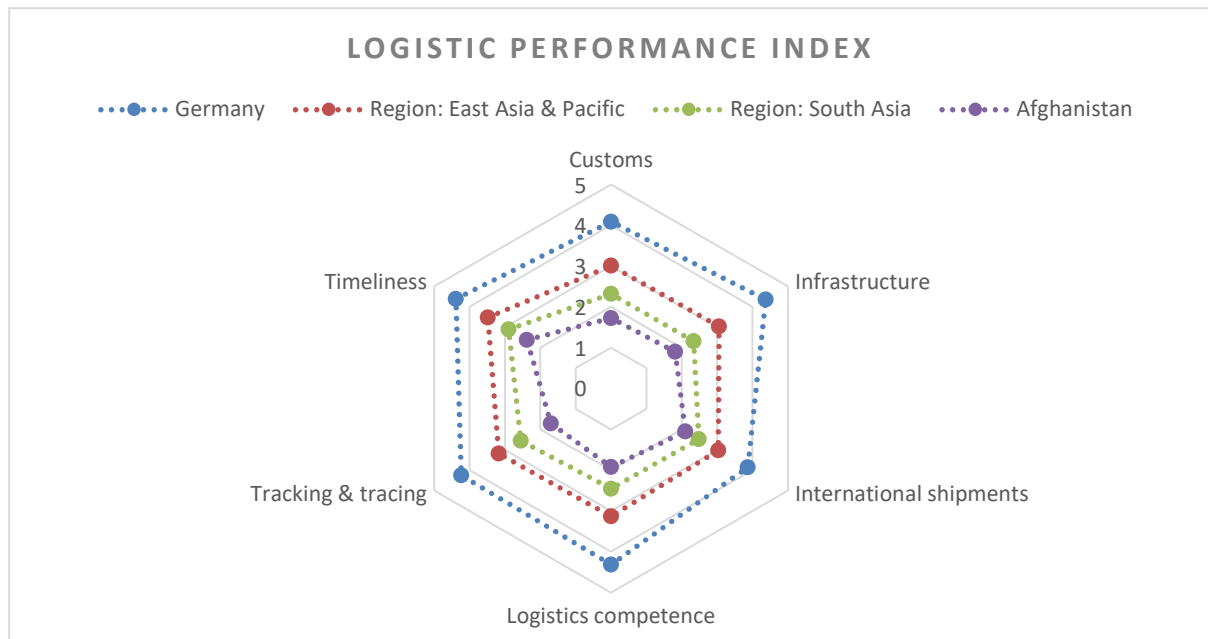 LOGISTIC PERFORMANCE INDEX
Germany Region: East Asia & Pacific Region: South Asia Afghanistan
Customs
5
4
3
2
1
0
Timeliness
Infrastructure
Tracking & tracing
International shipments
Logistics competence